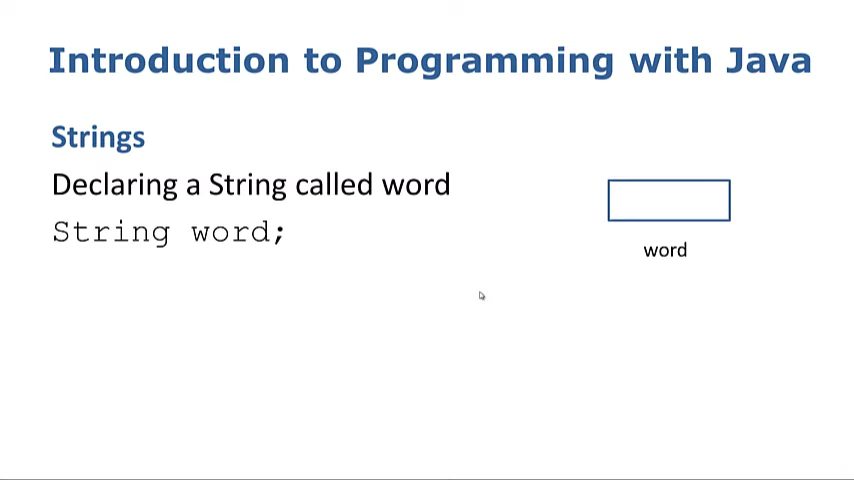 Introduction to Programming with Java
Strings
Declaring a String called word
String word;
word